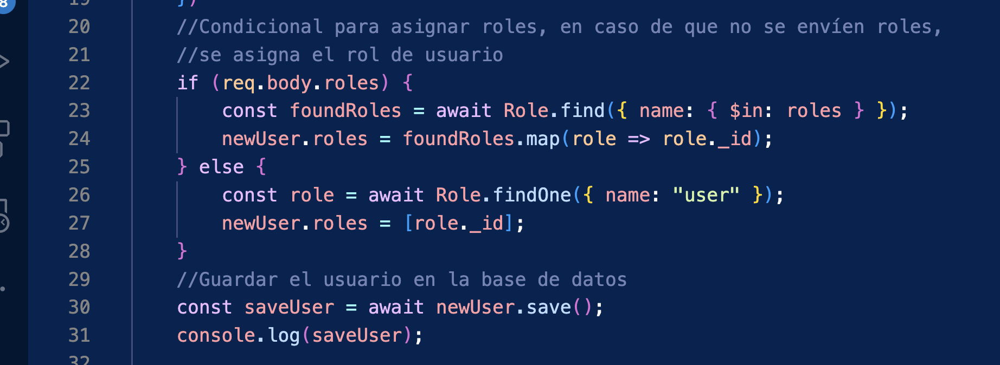 8
19 })
20 //Condicional para asignar roles, en caso de que no se envíen roles,
21 //se asigna el rol de usuario
22 if (req.body.roles) {
23 const foundRoles = await Role.find({ name: { $in: roles } });
24 newUser.roles = foundRoles.map(role => role._id);
25 } else {
26 const role = await Role.findOne({ name: "user" });
27 newUser.roles = [role._id];
28 }
29 //Guardar el usuario en la base de datos
30 const saveUser = await newUser.save();
31 console.log(saveUser);
32